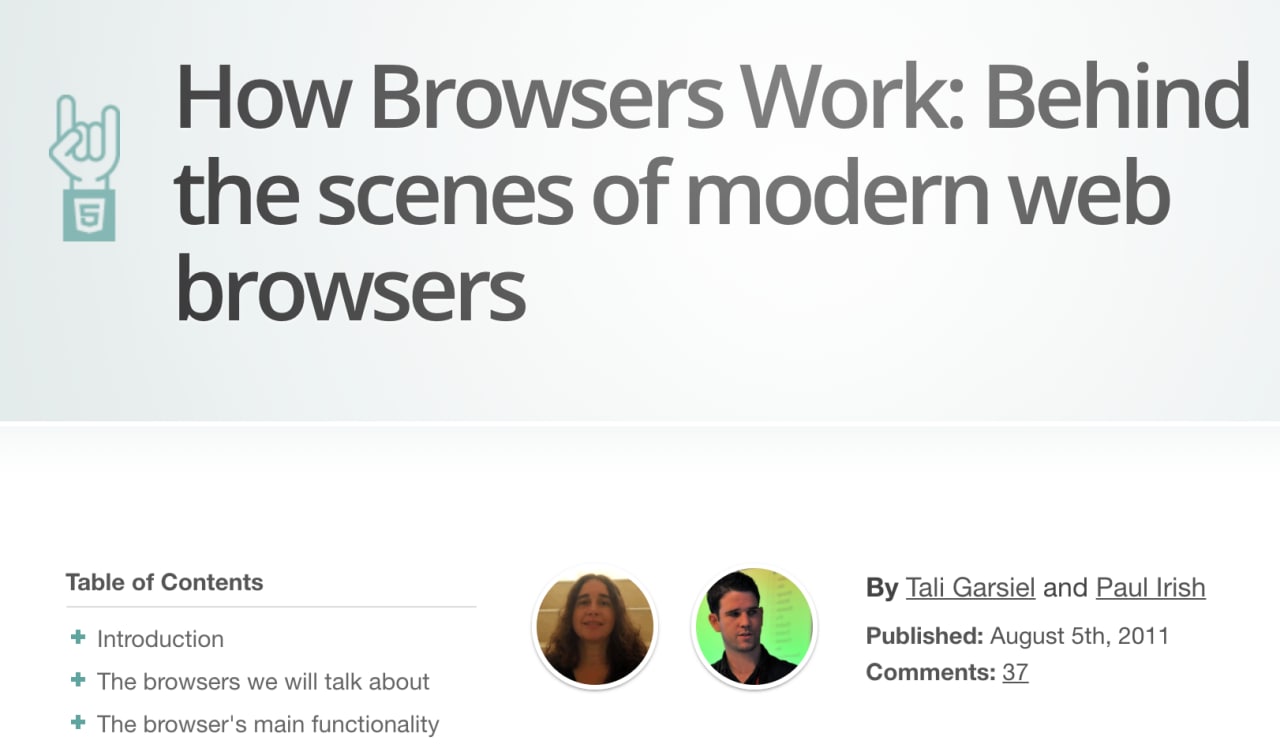 How Browsers Work: Behind
the scenes of modern web
browsers
5
Table of Contents
Introduction
The browsers we will talk about
The browser's main functionality
By Tali Garsiel and Paul Irish
Published: August 5th, 2011
Comments: 37